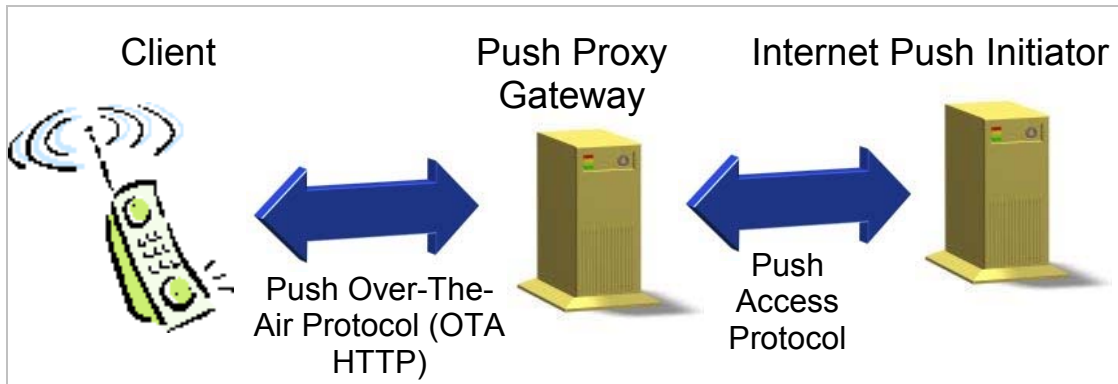 Client
Push Proxy
Gateway
Internet Push Initiator
Push Over-The-
Air Protocol (OTA
HTTP)
Push
Access
Protocol